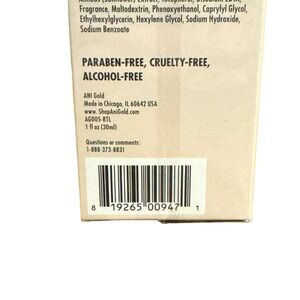 Fragrance, Maltodextrin, Phenoxyethanol, Caprylyl Glycol,
Ethylhexylglycerin, Hexylene Glycol, Sodium Hydroxide,
Sodium Benzoate
PARABEN-FREE, CRUELTY-FREE,
ALCOHOL-FREE
ANI Gold
Made in Chicago, IL 60642 USA
www.ShopAniGold.com
AG005-RTL
1 fl oz (30ml)
Questions or comments:
1-888-373-8831
8 19265 00947 1